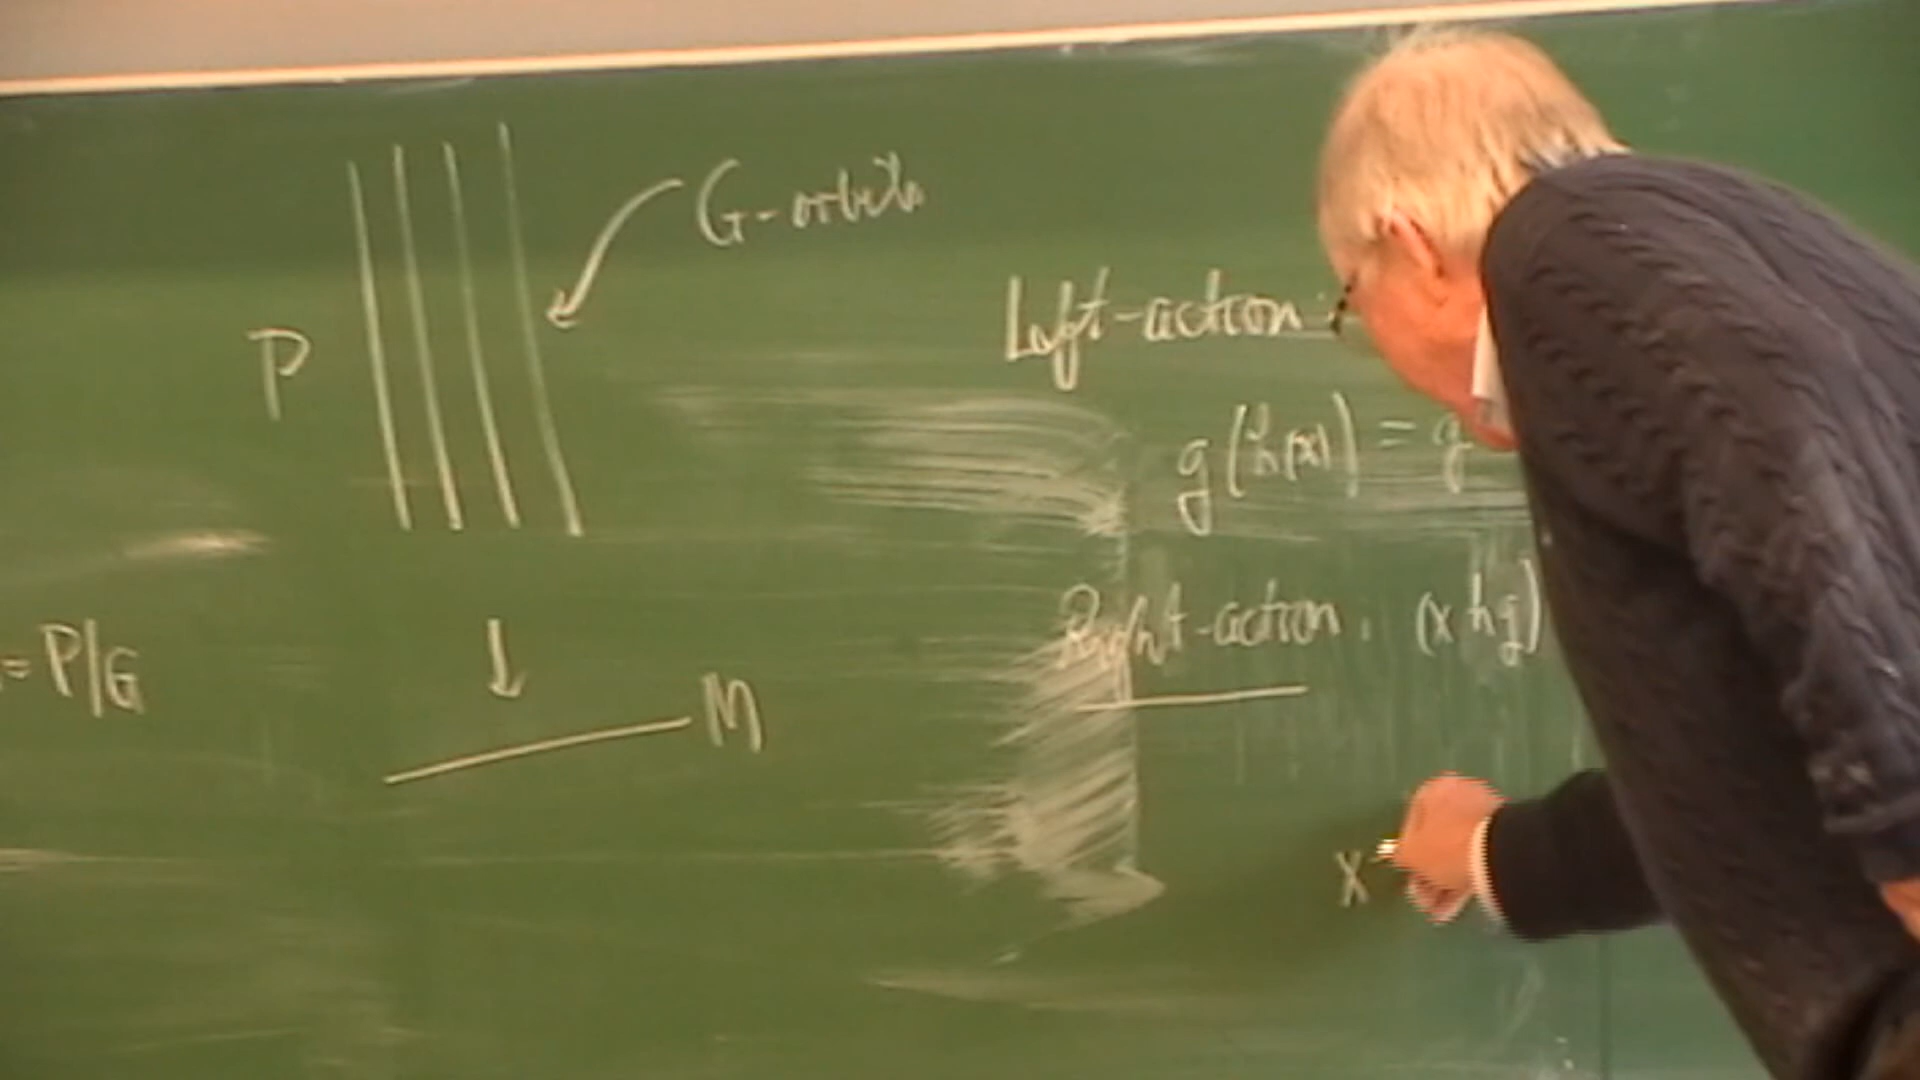 G-orbits
P
= P/G
M
Left-action:
g(h(x)) = g
Right-action. (x h g)
x